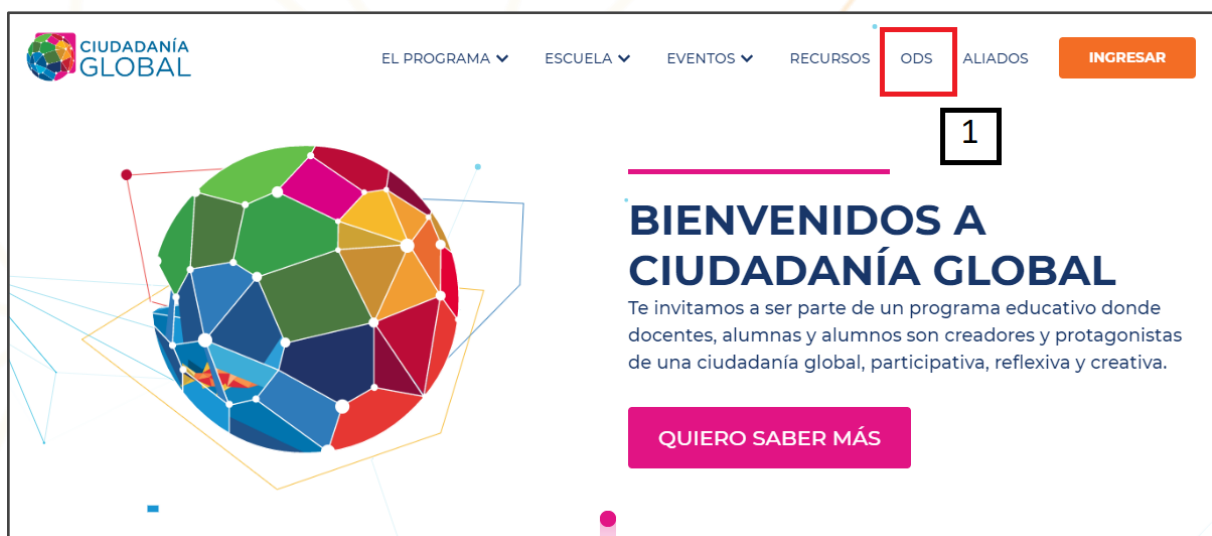 CIUDADANÍA
GLOBAL
EL PROGRAMA ESCUELA EVENTOS RECURSOS ODS ALIADOS INGRESAR
1
BIENVENIDOS A
CIUDADANÍA GLOBAL
Te invitamos a ser parte de un programa educativo donde
docentes, alumnas y alumnos son creadores y protagonistas
de una ciudadanía global, participativa, reflexiva y creativa.
QUIERO SABER MÁS